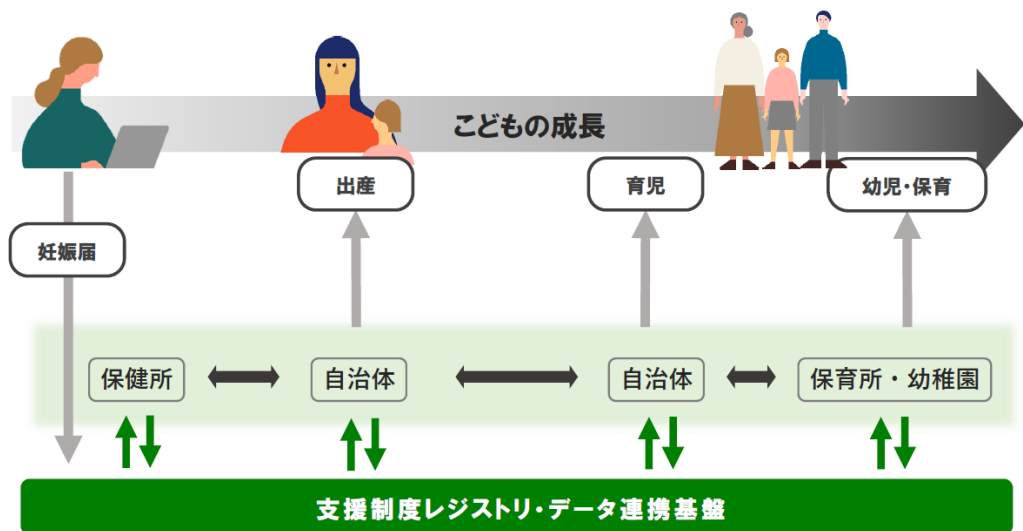 こどもの成長
出産
育児
幼児・保育
妊娠届
保健所
自治体
自治体
保育所・幼稚園
支援制度レジストリ・データ連携基盤